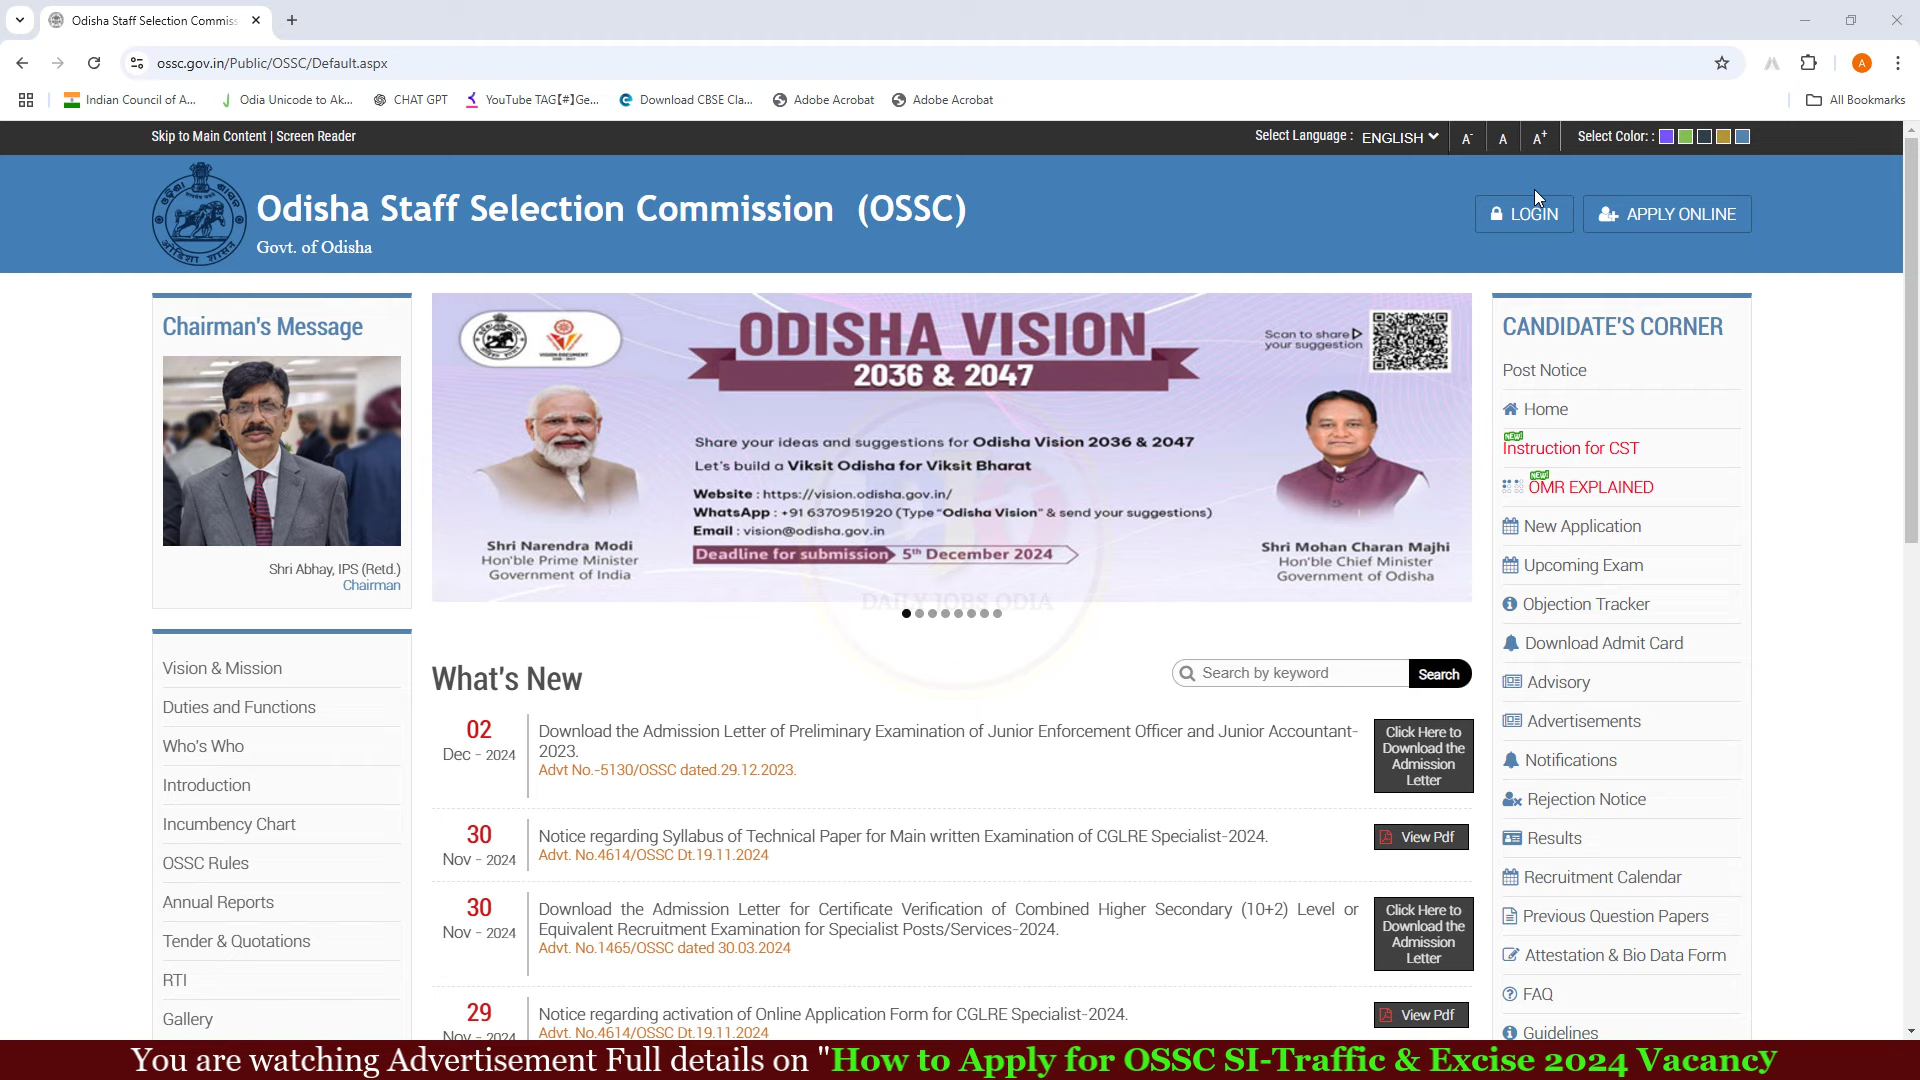 Odisha Staff Selection Commiss
ossc.gov.in/Public/OSSC/Default.aspx
A
Indian Council of A...
Odia Unicode to Ak...
CHAT GPT
YouTube TAG【#】Ge...
Download CBSE Cla...
Adobe Acrobat
Adobe Acrobat
All Bookmarks
Skip to Main Content | Screen Reader
Select Language :
ENGLISH
A-
A
A+
Select Color: :
Odisha Staff Selection Commission (OSSC)
Govt. of Odisha
LOGIN
APPLY ONLINE
Chairman's Message
Shri Abhay, IPS (Retd.)
Chairman
Vision & Mission
Duties and Functions
Who's Who
Introduction
Incumbency Chart
OSSC Rules
Annual Reports
Tender & Quotations
RTI
Gallery
ODISHA VISION
2036 & 2047
Scan to share
your suggestion
Share your ideas and suggestions for Odisha Vision 2036 & 2047
Let's build a Viksit Odisha for Viksit Bharat
Website : https://vision.odisha.gov.in/
WhatsApp : +91 6370951920 (Type "Odisha Vision" & send your suggestions)
Email : vision@odisha.gov.in
Deadline for submission 5th December 2024
Shri Narendra Modi
Hon'ble Prime Minister
Government of India
Shri Mohan Charan Majhi
Hon'ble Chief Minister
Government of Odisha
DAILY JOBS ODIA
What's New
Search by keyword
Search
02
Dec - 2024
Download the Admission Letter of Preliminary Examination of Junior Enforcement Officer and Junior Accountant-
2023.
Advt No.-5130/OSSC dated.29.12.2023.
Click Here to
Download the
Admission
Letter
30
Nov - 2024
Notice regarding Syllabus of Technical Paper for Main written Examination of CGLRE Specialist-2024.
Advt. No.4614/OSSC Dt.19.11.2024
View Pdf
30
Nov - 2024
Download the Admission Letter for Certificate Verification of Combined Higher Secondary (10+2) Level or
Equivalent Recruitment Examination for Specialist Posts/Services-2024.
Advt. No.1465/OSSC dated 30.03.2024
Click Here to
Download the
Admission
Letter
29
Nov - 2024
Notice regarding activation of Online Application Form for CGLRE Specialist-2024.
Advt. No.4614/OSSC Dt.19.11.2024
View Pdf
CANDIDATE'S CORNER
Post Notice
Home
NEW!
Instruction for CST
NEW!
OMR EXPLAINED
New Application
Upcoming Exam
Objection Tracker
Download Admit Card
Advisory
Advertisements
Notifications
Rejection Notice
Results
Recruitment Calendar
Previous Question Papers
Attestation & Bio Data Form
FAQ
Guidelines
You are watching Advertisement Full details on "How to Apply for OSSC SI-Traffic & Excise 2024 Vacancy